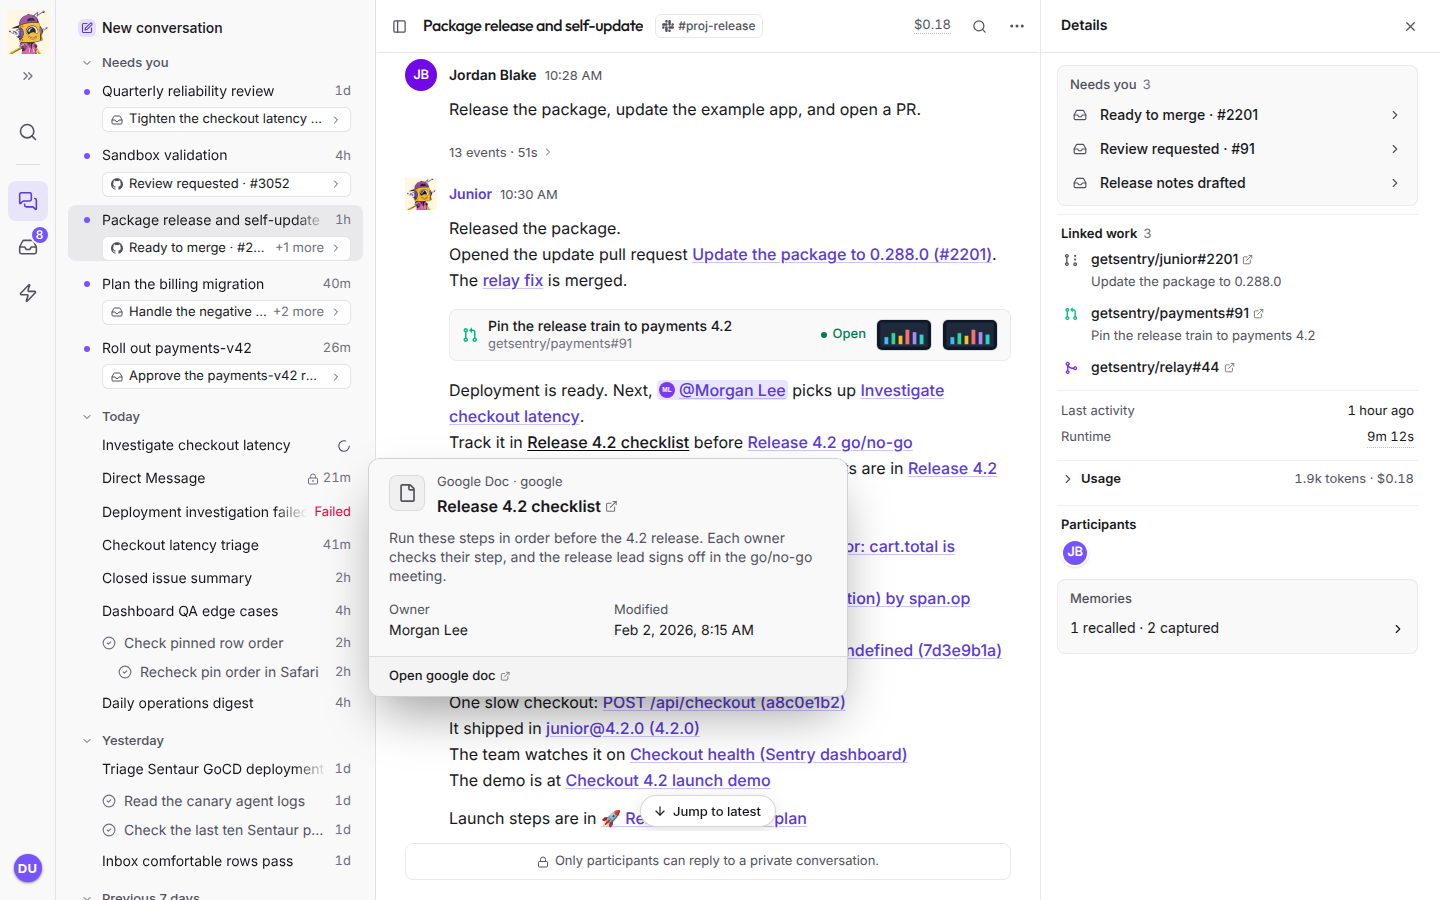 New conversation
Needs you
Quarterly reliability review 1d
Tighten the checkout latency ...
Sandbox validation 4h
Review requested · #3052
Package release and self-update 1h
Ready to merge · #2... +1 more
Plan the billing migration 40m
Handle the negative ... +2 more
Roll out payments-v42 26m
Approve the payments-v42 r...
Today
Investigate checkout latency
Direct Message 21m
Deployment investigation failed Failed
Checkout latency triage 41m
Closed issue summary 2h
Dashboard QA edge cases 4h
Check pinned row order 2h
Recheck pin order in Safari 2h
Daily operations digest 4h
Yesterday
Triage Sentaur GoCD deployment 1d
Read the canary agent logs 1d
Check the last ten Sentaur p... 1d
Inbox comfortable rows pass 1d
Previous 7 days
8
DU
Package release and self-update #proj-release $0.18
JB Jordan Blake 10:28 AM
Release the package, update the example app, and open a PR.
13 events · 51s
Junior 10:30 AM
Released the package.
Opened the update pull request Update the package to 0.288.0 (#2201).
The relay fix is merged.
Pin the release train to payments 4.2
getsentry/payments#91
Open
Deployment is ready. Next, ML @Morgan Lee picks up Investigate
checkout latency.
Track it in Release 4.2 checklist before Release 4.2 go/no-go
ts are in Release 4.2
or: cart.total is
tion) by span.op
ndefined (7d3e9b1a)
Google Doc · google
Release 4.2 checklist
Run these steps in order before the 4.2 release. Each owner
checks their step, and the release lead signs off in the go/no-go
meeting.
Owner Modified
Morgan Lee Feb 2, 2026, 8:15 AM
Open google doc
One slow checkout: POST /api/checkout (a8c0e1b2)
It shipped in junior@4.2.0 (4.2.0)
The team watches it on Checkout health (Sentry dashboard)
The demo is at Checkout 4.2 launch demo
Launch steps are in 🚀 Re plan
Jump to latest
Only participants can reply to a private conversation.
Details
Needs you 3
Ready to merge · #2201
Review requested · #91
Release notes drafted
Linked work 3
getsentry/junior#2201
Update the package to 0.288.0
getsentry/payments#91
Pin the release train to payments 4.2
getsentry/relay#44
Last activity 1 hour ago
Runtime 9m 12s
Usage 1.9k tokens · $0.18
Participants
JB
Memories
1 recalled · 2 captured